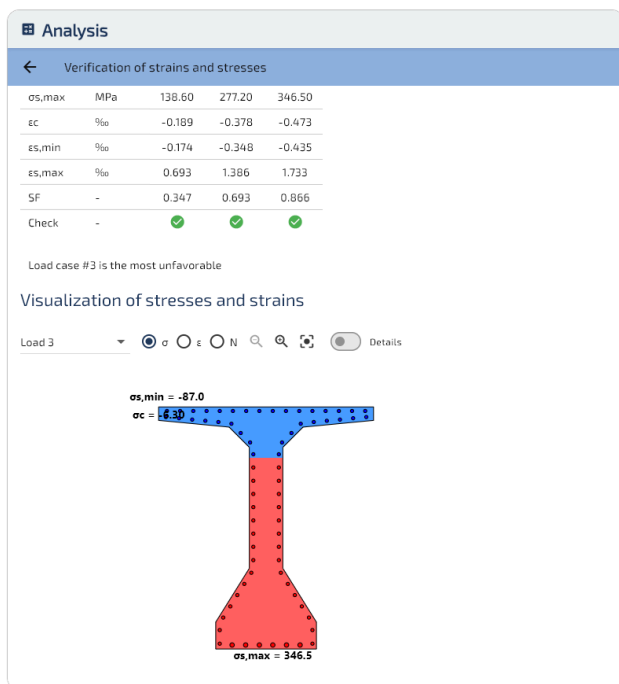 Analysis
Verification of strains and stresses
σs,max MPa 138.60 277.20 346.50
εc ‰ -0.189 -0.378 -0.473
εs,min ‰ -0.174 -0.348 -0.435
εs,max ‰ 0.693 1.386 1.733
SF - 0.347 0.693 0.866
Check -
Load case #3 is the most unfavorable
Visualization of stresses and strains
Load 3 σ ε N Details
σs,min = -87.0
σc = -6.30
σs,max = 346.5